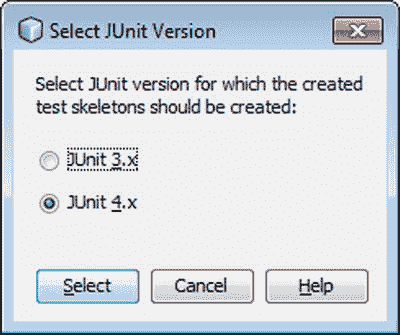 Select JUnit Version
Select JUnit version for which the created
test skeletons should be created:
JUnit 3.x
JUnit 4.x
Select Cancel Help